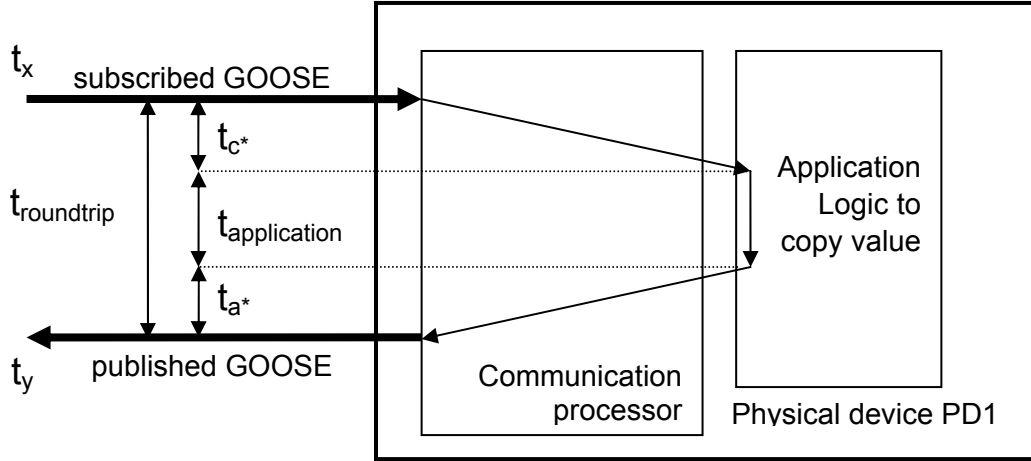 tx
subscribed GOOSE
tc*
troundtrip
tapplication
ta*
ty
published GOOSE
Application
Logic to
copy value
Communication
processor
Physical device PD1